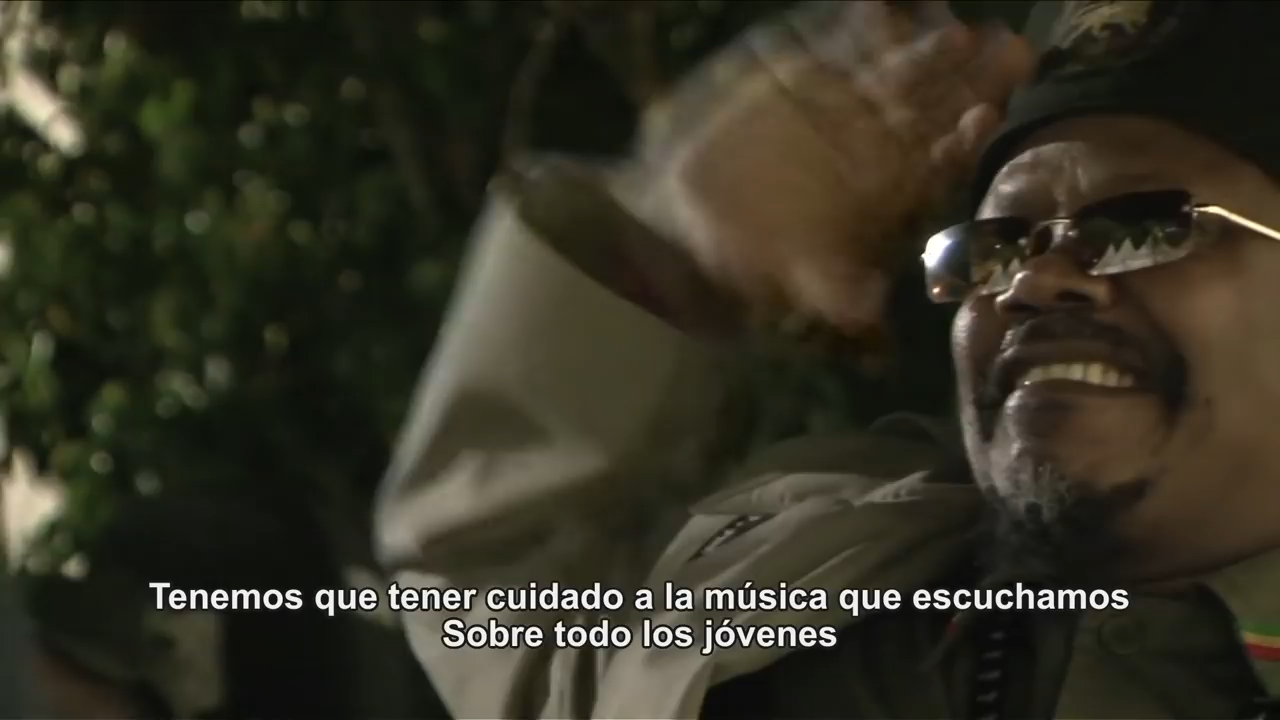 Tenemos que tener cuidado a la música que escuchamos
Sobre todo los jóvenes